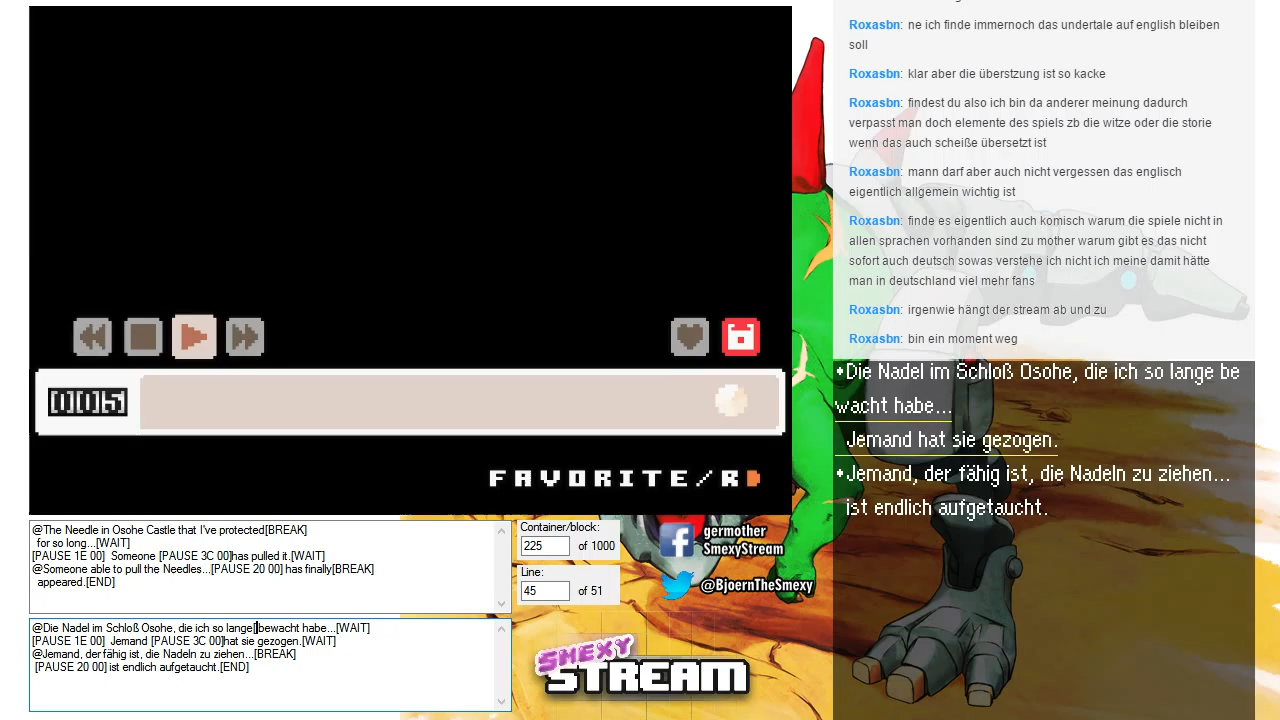 Roxasbn: ne ich finde immernoch das undertale auf english bleiben
soll
Roxasbn: klar aber die überstzung ist so kacke
Roxasbn: findest du also ich bin da anderer meinung dadurch
verpasst man doch elemente des spiels zb die witze oder die storie
wenn das auch scheiße übersetzt ist
Roxasbn: mann darf aber auch nicht vergessen das englisch
eigentlich allgemein wichtig ist
Roxasbn: finde es eigentlich auch komisch warum die spiele nicht in
allen sprachen vorhanden sind zu mother warum gibt es das nicht
sofort auch deutsch sowas verstehe ich nicht ich meine damit hätte
man in deutschland viel mehr fans
Roxasbn: irgenwie hängt der stream ab und zu
Roxasbn: bin ein moment weg
•Die Nadel im Schloß Osohe, die ich so lange be
wacht habe...
Jemand hat sie gezogen.
•Jemand, der fähig ist, die Nadeln zu ziehen...
ist endlich aufgetaucht.
005
FAVORITE/R
@The Needle in Osohe Castle that I've protected[BREAK]
for so long...[WAIT]
[PAUSE 1E 00]  Someone [PAUSE 3C 00]has pulled it.[WAIT]
@Someone able to pull the Needles...[PAUSE 20 00] has finally[BREAK]
appeared.[END]
Container/block:
225 of 1000
Line:
45 of 51
germother
SmexyStream
@BjoernTheSmexy
@Die Nadel im Schloß Osohe, die ich so lange bewacht habe...[WAIT]
[PAUSE 1E 00]  Jemand [PAUSE 3C 00]hat sie gezogen.[WAIT]
@Jemand, der fähig ist, die Nadeln zu ziehen...[BREAK]
[PAUSE 20 00] ist endlich aufgetaucht.[END]
SMEXY
STREAM